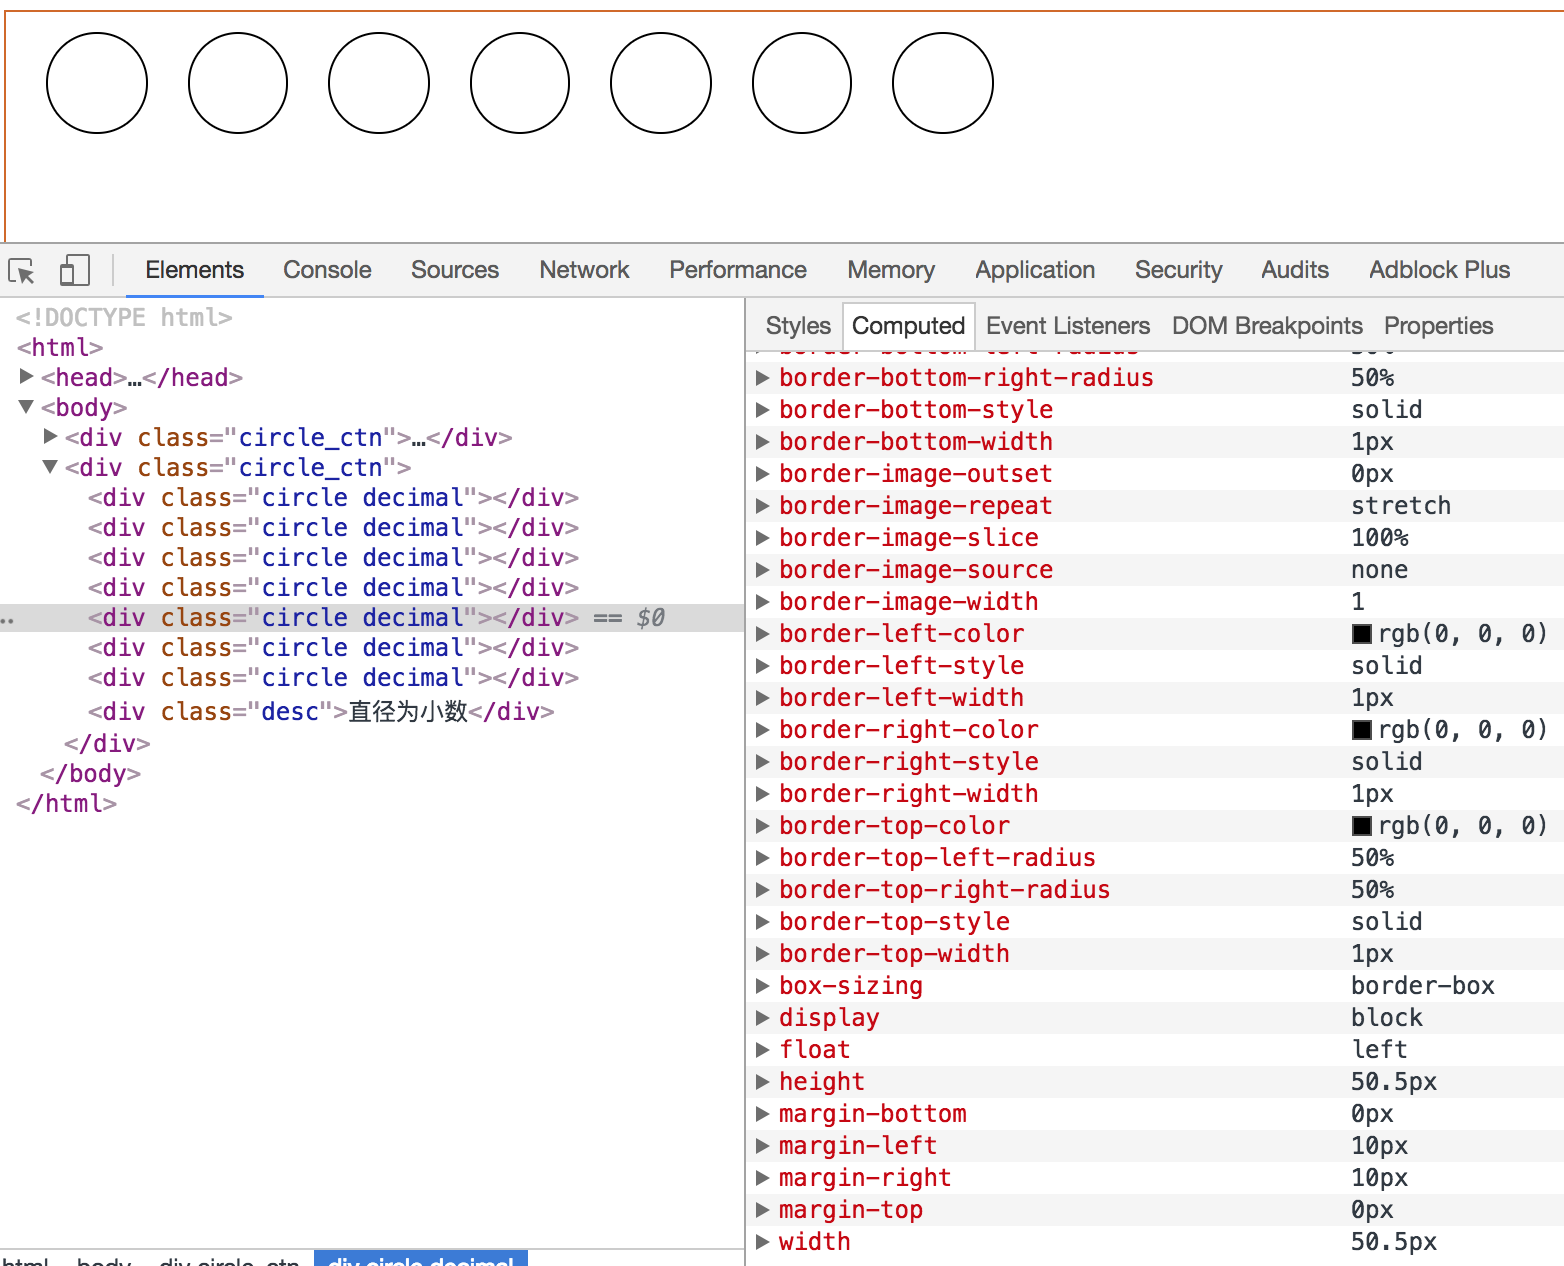 Elements Console Sources Network Performance Memory Application Security Audits Adblock Plus
<!DOCTYPE html>
<html>
<head>…</head>
<body>
<div class="circle_ctn">…</div>
<div class="circle_ctn">
<div class="circle decimal"></div>
<div class="circle decimal"></div>
<div class="circle decimal"></div>
<div class="circle decimal"></div>
<div class="circle decimal"></div> == $0
<div class="circle decimal"></div>
<div class="circle decimal"></div>
<div class="desc">直径为小数</div>
</div>
</body>
</html>
html body div.circle_ctn div.circle.decimal
Styles Computed Event Listeners DOM Breakpoints Properties
border-bottom-left-radius 50%
border-bottom-right-radius 50%
border-bottom-style solid
border-bottom-width 1px
border-image-outset 0px
border-image-repeat stretch
border-image-slice 100%
border-image-source none
border-image-width 1
border-left-color rgb(0, 0, 0)
border-left-style solid
border-left-width 1px
border-right-color rgb(0, 0, 0)
border-right-style solid
border-right-width 1px
border-top-color rgb(0, 0, 0)
border-top-left-radius 50%
border-top-right-radius 50%
border-top-style solid
border-top-width 1px
box-sizing border-box
display block
float left
height 50.5px
margin-bottom 0px
margin-left 10px
margin-right 10px
margin-top 0px
width 50.5px